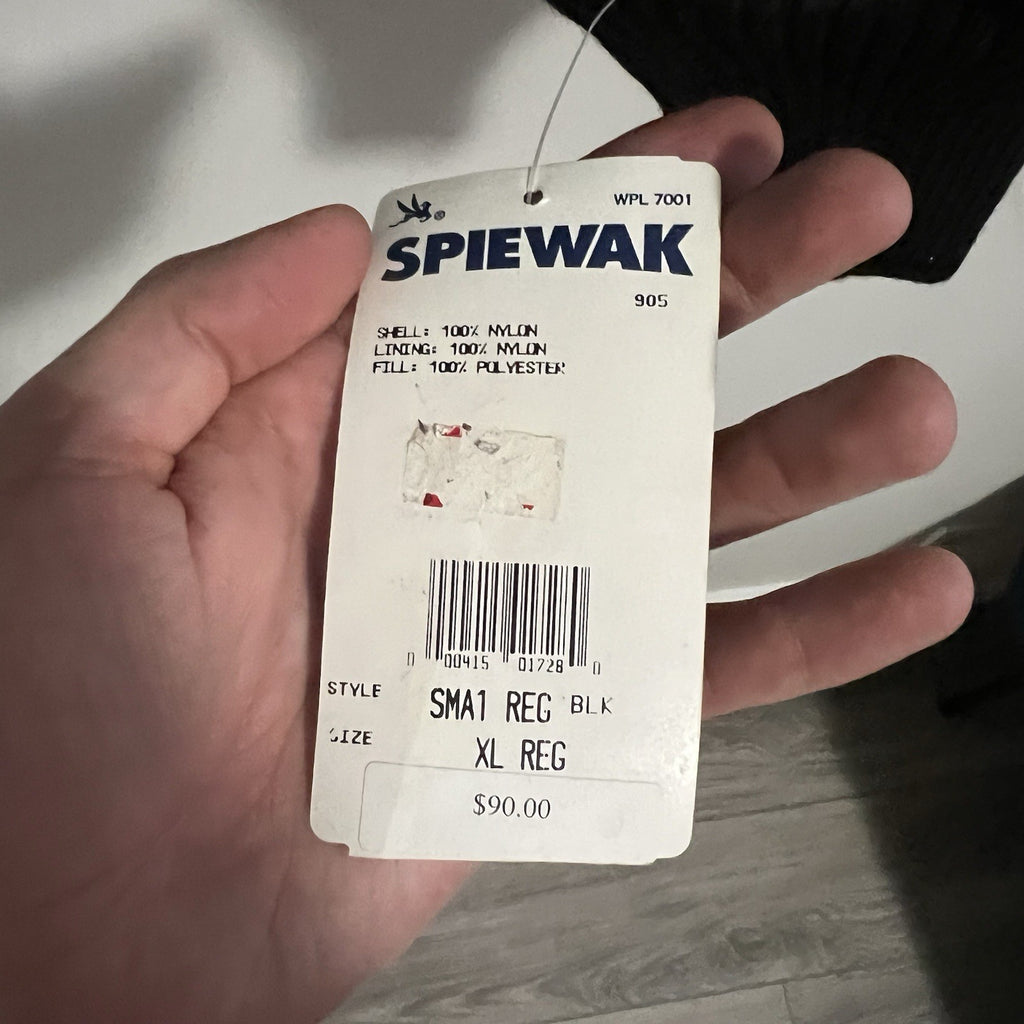 WPL 7001
®
SPIEWAK
905
SHELL: 100% NYLON
LINING: 100% NYLON
FILL: 100% POLYESTER
0 00415 01728 0
STYLE SMA1 REG BLK
SIZE XL REG
$90.00